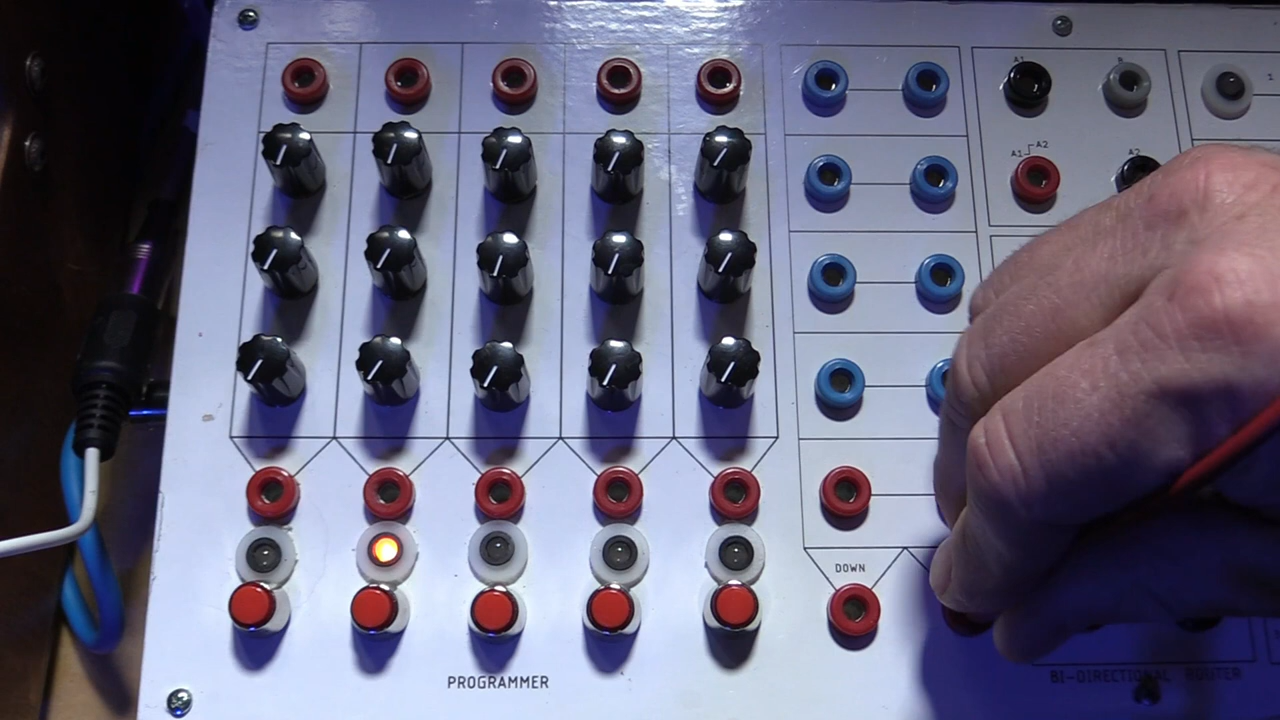 A1
R
1
A1 A2
A2
DOWN
PROGRAMMER
BI-DIRECTIONAL ROUTER